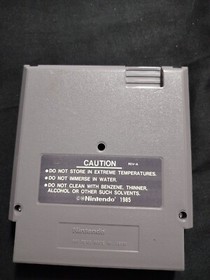 CAUTION
REV-A
●DO NOT STORE IN EXTREME TEMPERATURES.
●DO NOT IMMERSE IN WATER.
●DO NOT CLEAN WITH BENZENE, THINNER,
ALCOHOL OR OTHER SUCH SOLVENTS.
©Nintendo 1985
Nintendo